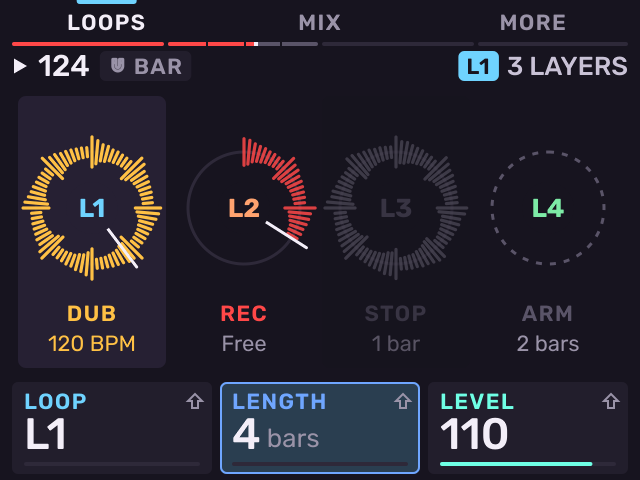 LOOPS MIX MORE
124 BAR L1 3 LAYERS
L1 L2 L3 L4
DUB REC STOP ARM
120 BPM Free 1 bar 2 bars
LOOP LENGTH LEVEL
L1 4 bars 110